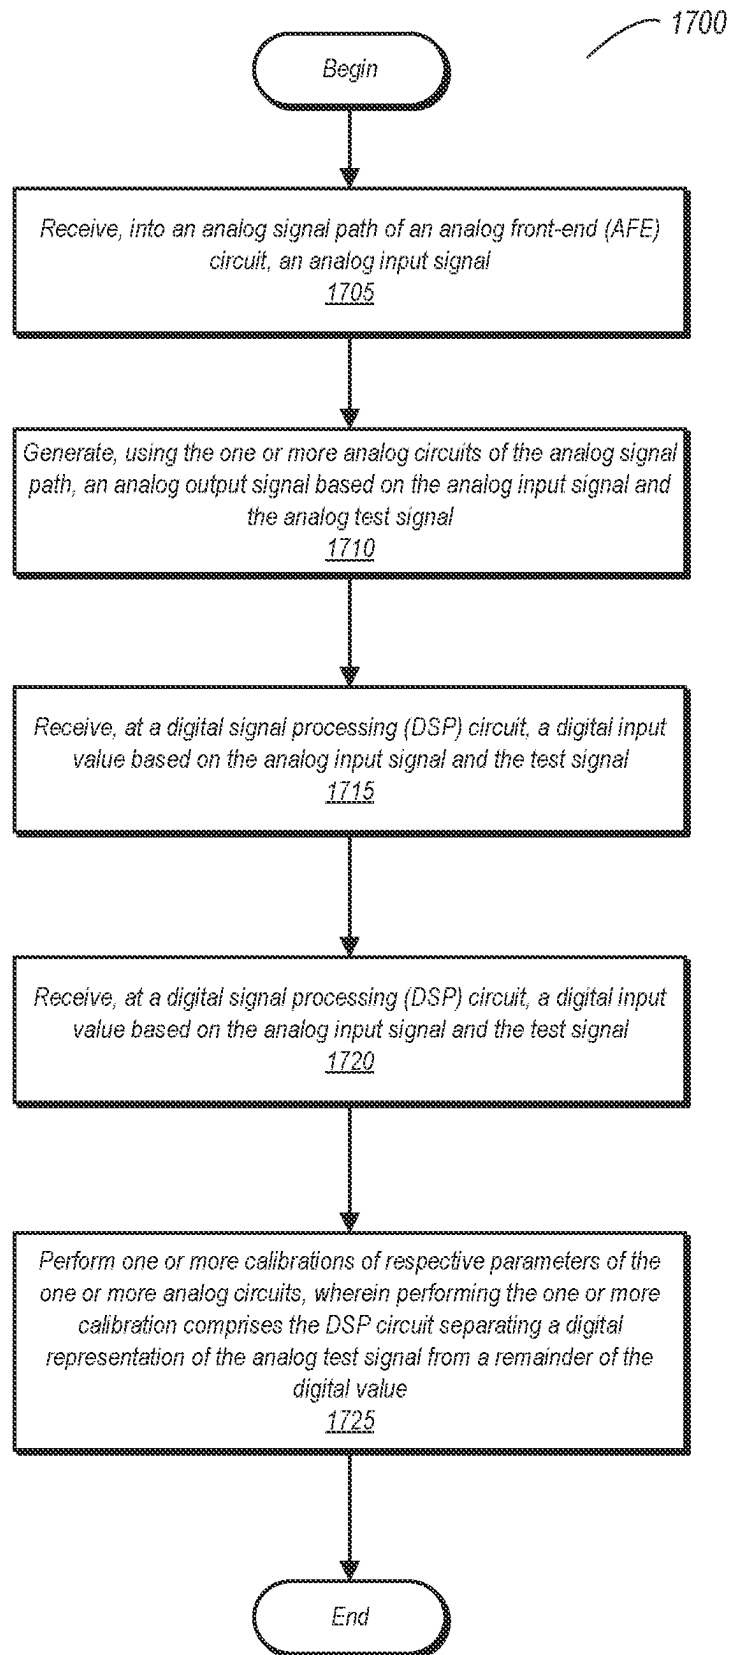 1700
Begin
Receive, into an analog signal path of an analog front-end (AFE)
circuit, an analog input signal
1705
Generate, using the one or more analog circuits of the analog signal
path, an analog output signal based on the analog input signal and
the analog test signal
1710
Receive, at a digital signal processing (DSP) circuit, a digital input
value based on the analog input signal and the test signal
1715
Receive, at a digital signal processing (DSP) circuit, a digital input
value based on the analog input signal and the test signal
1720
Perform one or more calibrations of respective parameters of the
one or more analog circuits, wherein performing the one or more
calibration comprises the DSP circuit separating a digital
representation of the analog test signal from a remainder of the
digital value
1725
End